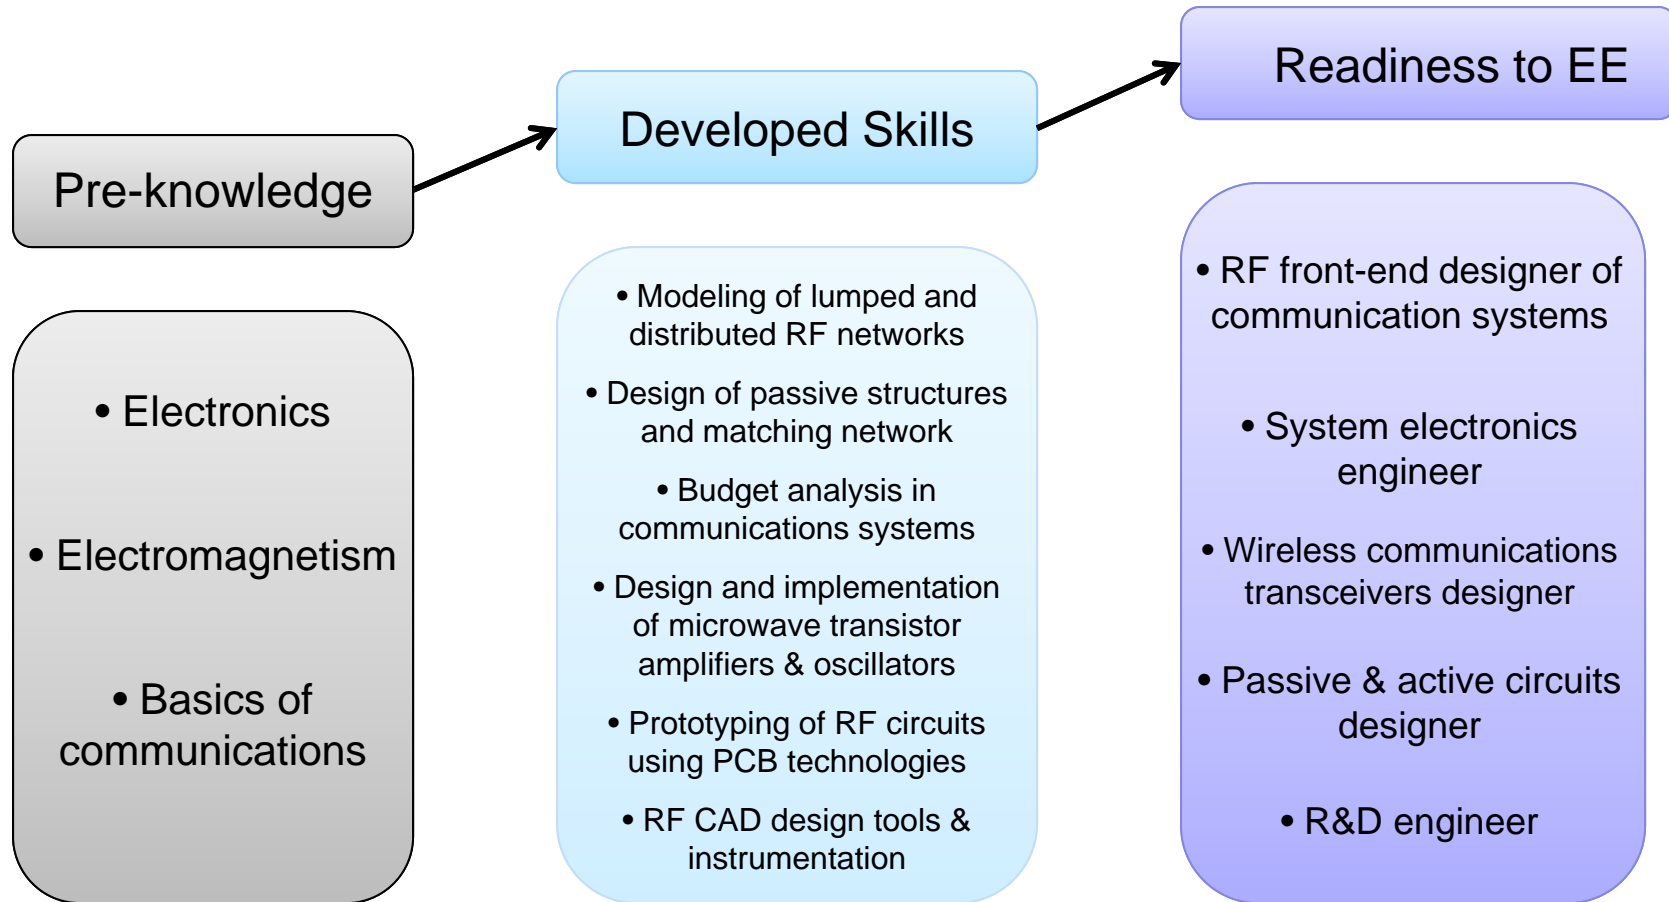 Pre-knowledge
• Electronics
• Electromagnetism
• Basics of
communications
Developed Skills
• Modeling of lumped and
distributed RF networks
• Design of passive structures
and matching network
• Budget analysis in
communications systems
• Design and implementation
of microwave transistor
amplifiers & oscillators
• Prototyping of RF circuits
using PCB technologies
• RF CAD design tools &
instrumentation
Readiness to EE
• RF front-end designer of
communication systems
• System electronics
engineer
• Wireless communications
transceivers designer
• Passive & active circuits
designer
• R&D engineer